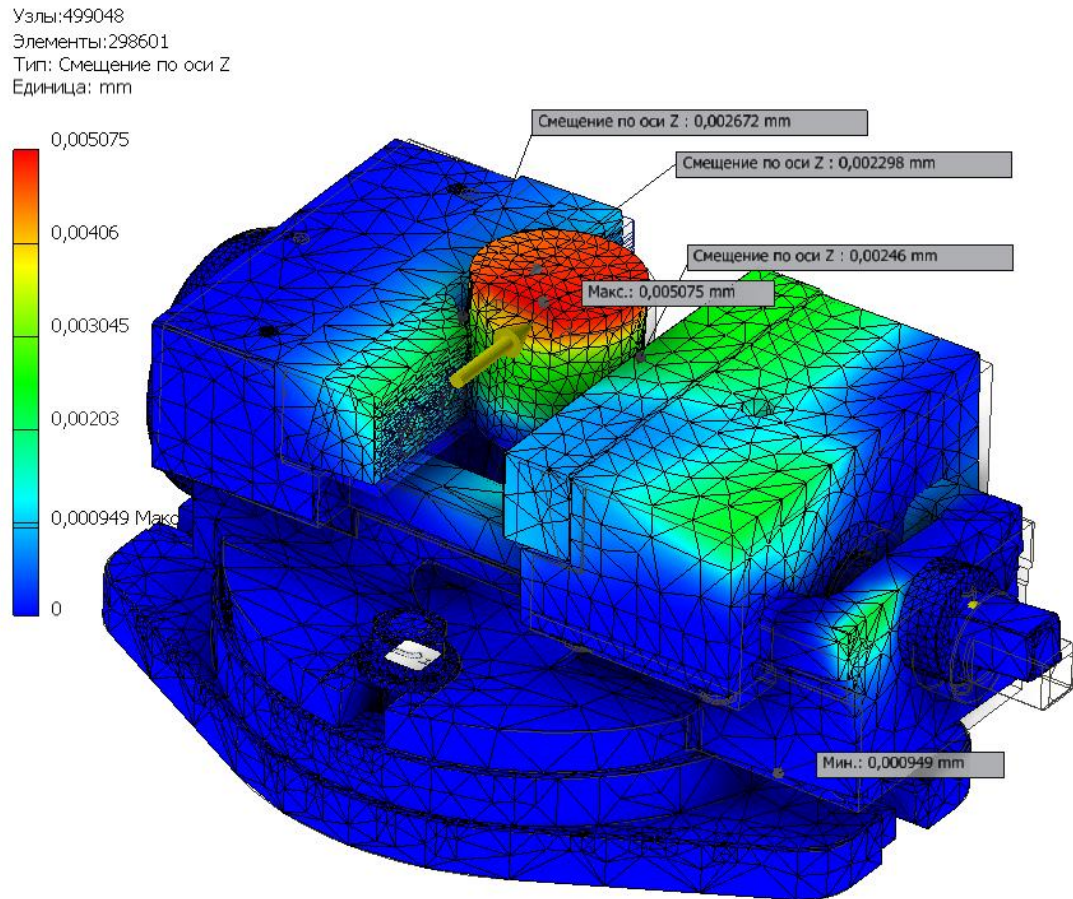 Узлы:499048
Элементы:298601
Тип: Смещение по оси Z
Единица: mm
0,005075
0,00406
0,003045
0,00203
0,000949 Макс
0
Смещение по оси Z : 0,002672 mm
Смещение по оси Z : 0,002298 mm
Смещение по оси Z : 0,00246 mm
Макс.: 0,005075 mm
Мин.: 0,000949 mm